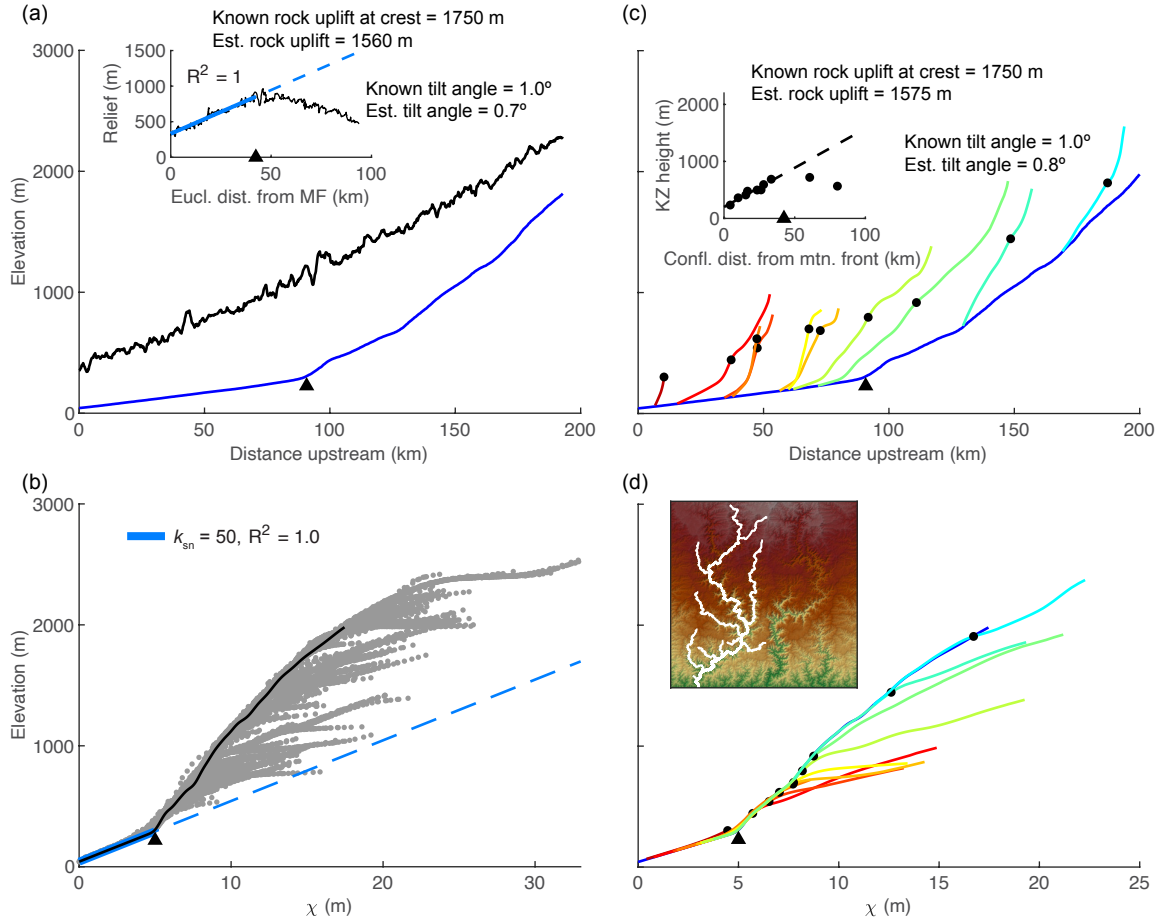 (a)
Known rock uplift at crest = 1750 m
Est. rock uplift = 1560 m
3000
2000
1000
0
Elevation (m)
1500
1000
500
0
Relief (m)
R² = 1
0
50
100
Eucl. dist. from MF (km)
Known tilt angle = 1.0º
Est. tilt angle = 0.7º
0
50
100
150
200
Distance upstream (km)
(c)
Known rock uplift at crest = 1750 m
Est. rock uplift = 1575 m
2000
1000
0
KZ height (m)
0
50
100
Confl. dist. from mtn. front (km)
Known tilt angle = 1.0º
Est. tilt angle = 0.8º
0
50
100
150
200
Distance upstream (km)
(b)
3000
2000
1000
0
Elevation (m)
kₛₙ = 50, R² = 1.0
0
10
20
30
χ (m)
(d)
0
5
10
15
20
25
χ (m)